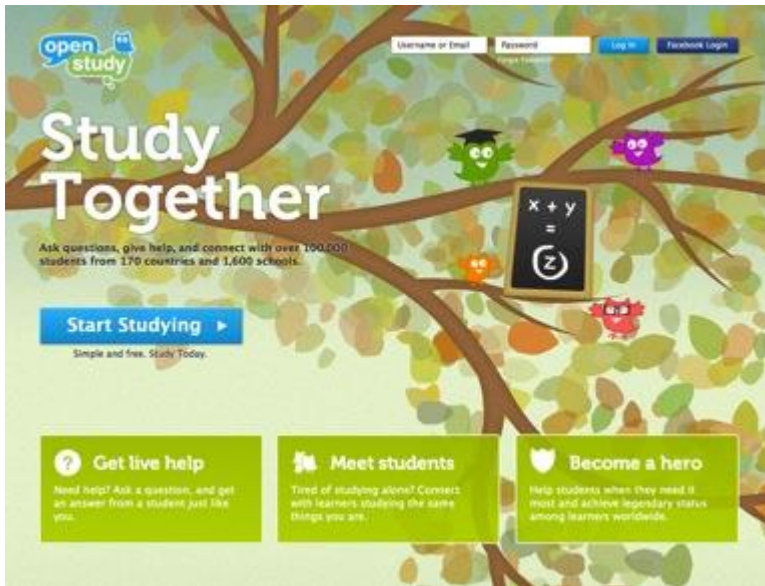 open
study
Username or Email
Password
Log In
Facebook Login
Forgot Password?
Study
Together
Ask questions, give help, and connect with over 100,000
students from 170 countries and 1,600 schools.
x + y
=
z
Start Studying
Simple and free. Study Today.
Get live help
Need help? Ask a question, and get
an answer from a student just like
you.
Meet students
Tired of studying alone? Connect
with learners studying the same
things you are.
Become a hero
Help students when they need it
most and achieve legendary status
among learners worldwide.